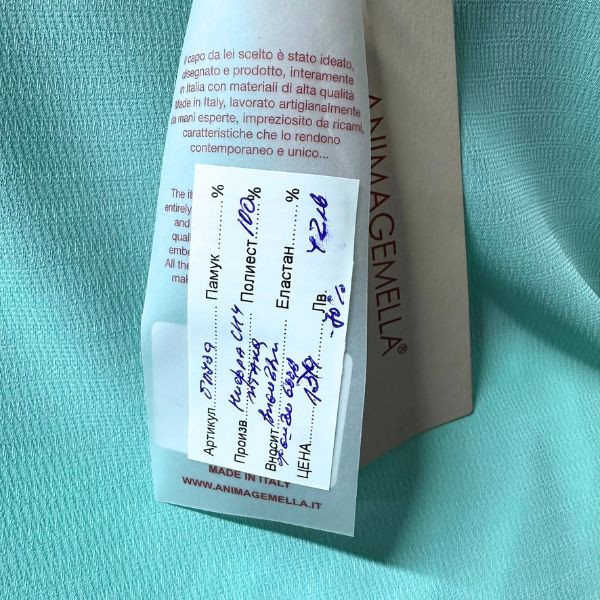 Il capo da lei scelto è stato ideato,
disegnato e prodotto, interamente
in Italia con materiali di alta qualità
Made in Italy, lavorato artigianalmente
da mani esperte, impreziosito da ricami,
caratteristiche che lo rendono
contemporaneo e unico...
The it
entirely
and
qual
embe
All the
mak
Артикул Памук %
Произв. Полиест. 100%
Вносит. Еластан %
ЦЕНА Лв. 42лв
-70%
MADE IN ITALY
WWW.ANIMAGEMELLA.IT
ANIMAGEMELLA®